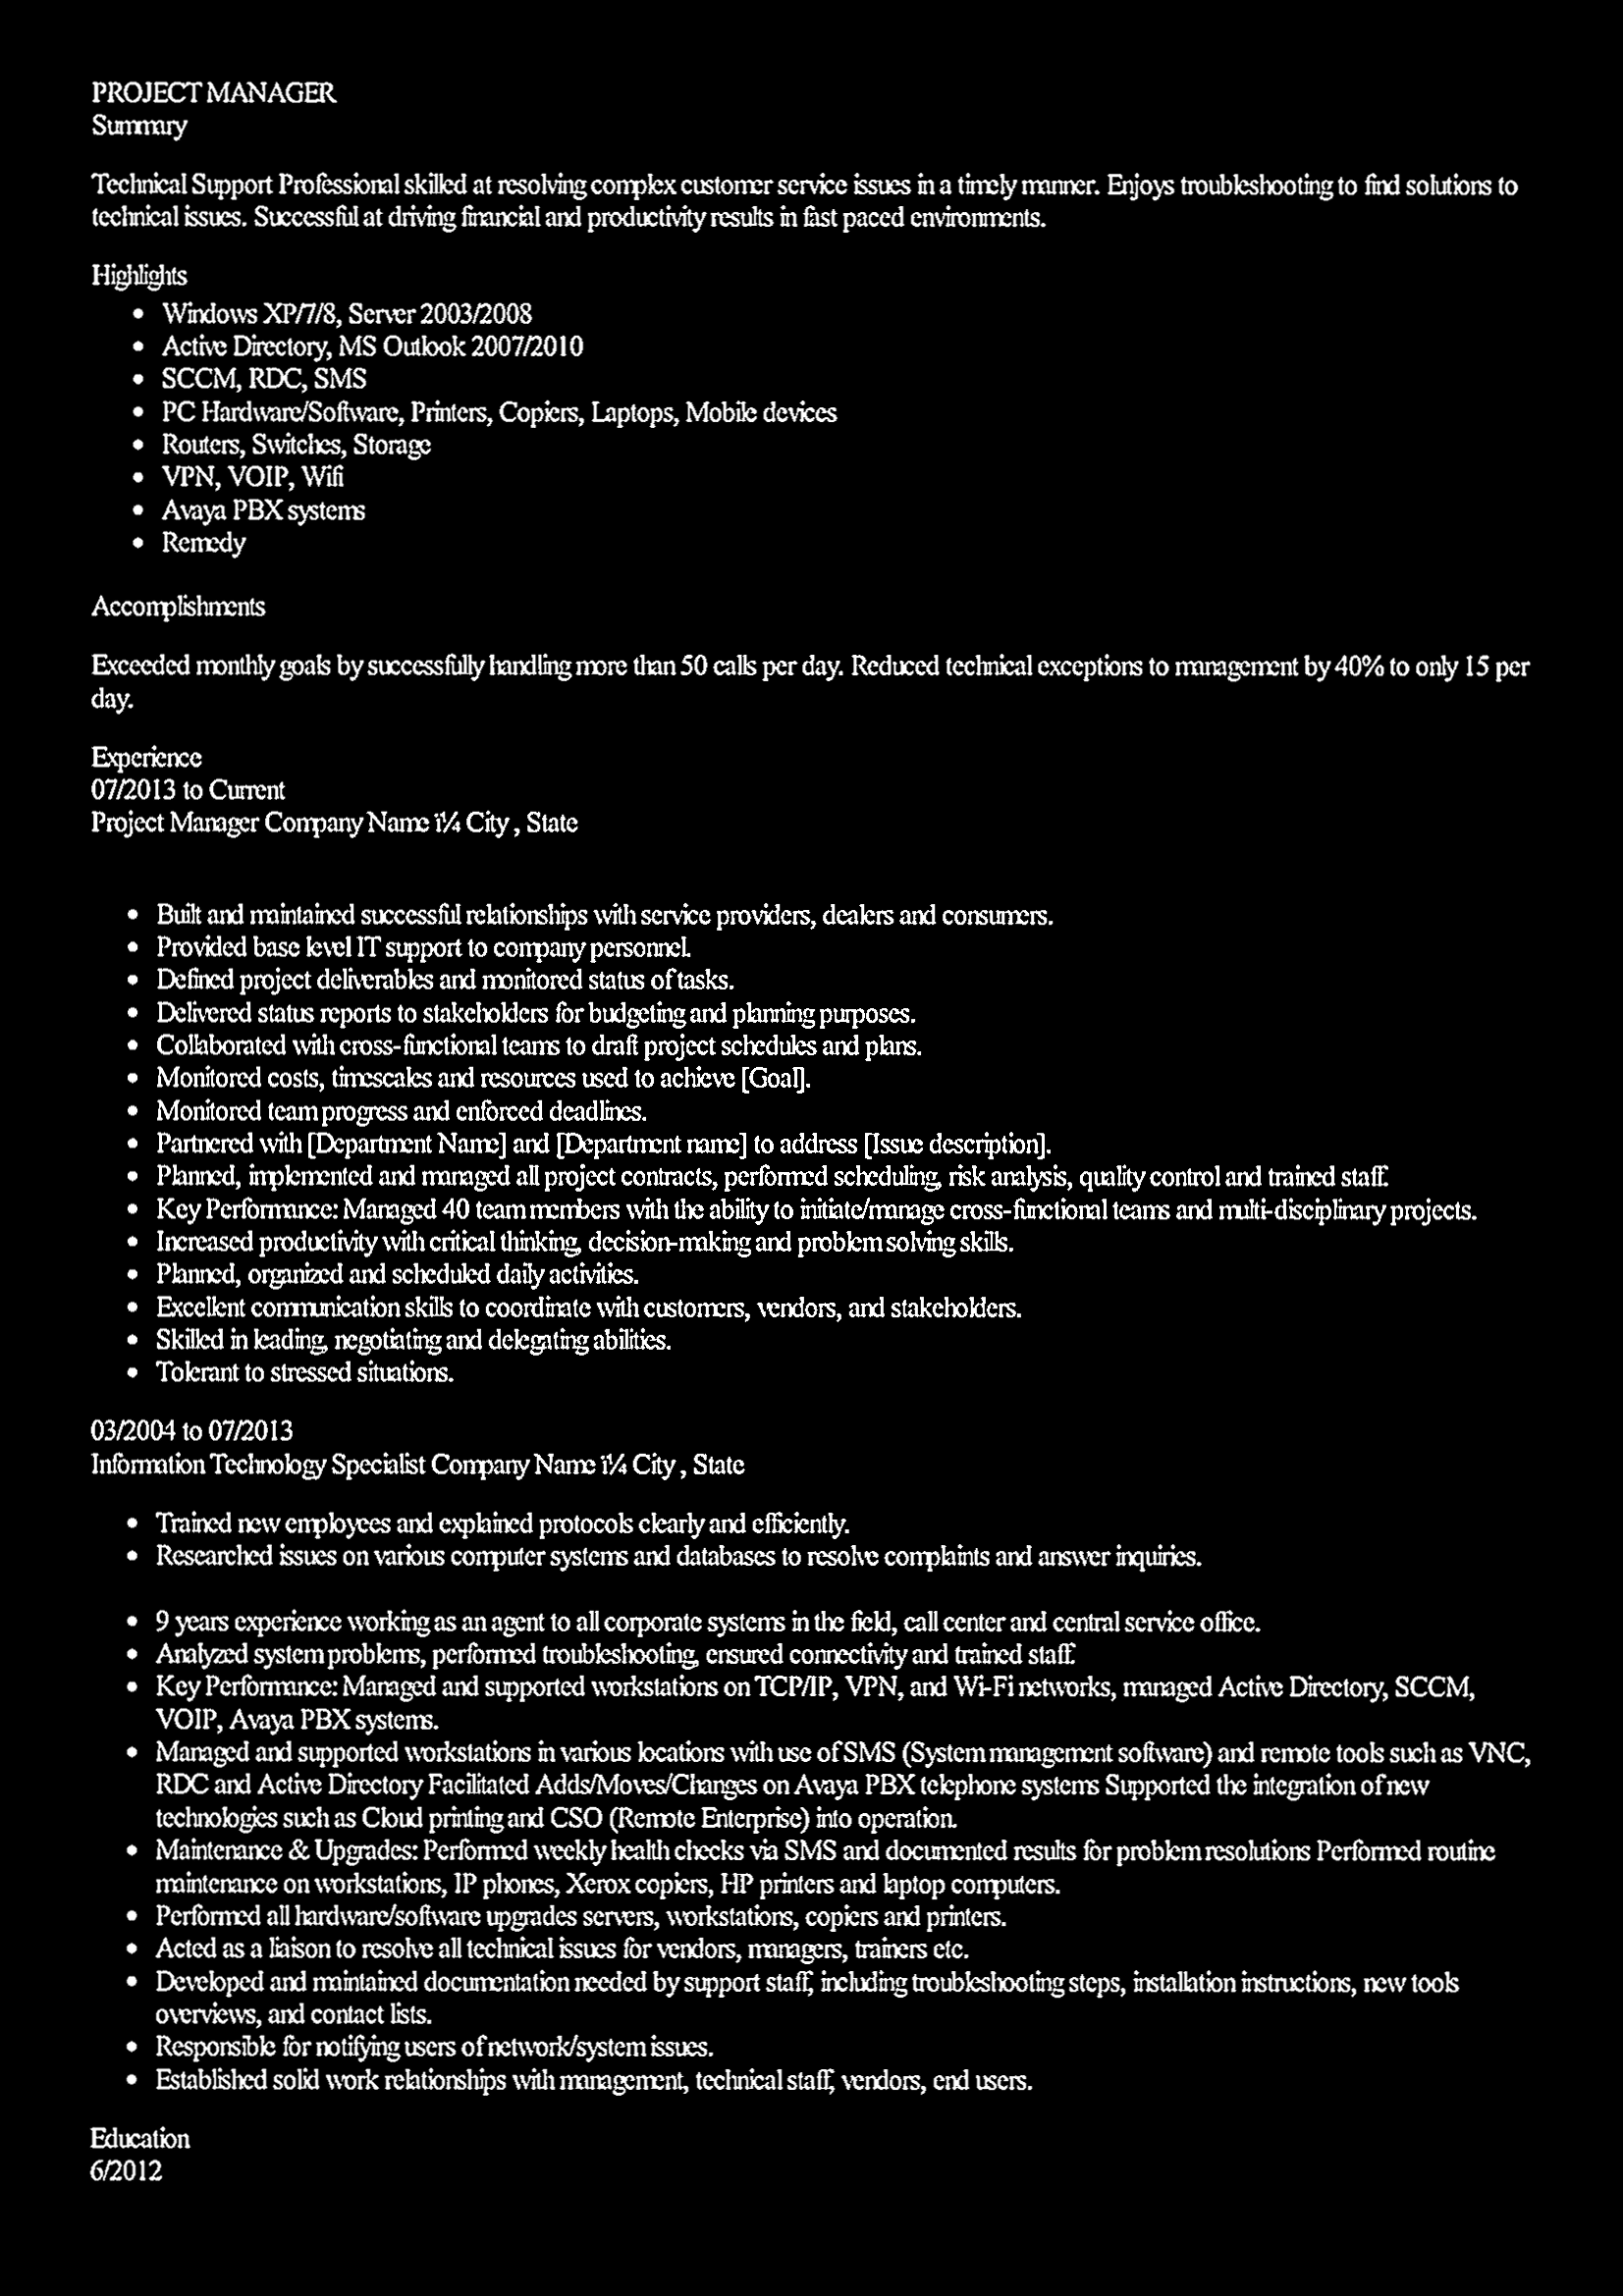 PROJECT MANAGER
Summary
Technical Support Professional skilled at resolving complex customer service issues in a timely manner. Enjoys troubleshooting to find solutions to
technical issues. Successful at driving financial and productivity results in fast paced environments.
Highlights
• Windows XP/7/8, Server 2003/2008
• Active Directory, MS Outlook 2007/2010
• SCCM, RDC, SMS
• PC Hardware/Software, Printers, Copiers, Laptops, Mobile devices
• Routers, Switches, Storage
• VPN, VOIP, Wifi
• Avaya PBX systems
• Remedy
Accomplishments
Exceeded monthly goals by successfully handling more than 50 calls per day. Reduced technical exceptions to management by 40% to only 15 per
day.
Experience
07/2013 to Current
Project Manager Company Name ï¼ City , State
• Built and maintained successful relationships with service providers, dealers and consumers.
• Provided base level IT support to company personnel.
• Defined project deliverables and monitored status of tasks.
• Delivered status reports to stakeholders for budgeting and planning purposes.
• Collaborated with cross-functional teams to draft project schedules and plans.
• Monitored costs, timescales and resources used to achieve [Goal].
• Monitored team progress and enforced deadlines.
• Partnered with [Department Name] and [Department name] to address [Issue description].
• Planned, implemented and managed all project contracts, performed scheduling, risk analysis, quality control and trained staff.
• Key Performance: Managed 40 team members with the ability to initiate/manage cross-functional teams and multi-disciplinary projects.
• Increased productivity with critical thinking, decision-making and problem solving skills.
• Planned, organized and scheduled daily activities.
• Excellent communication skills to coordinate with customers, vendors, and stakeholders.
• Skilled in leading, negotiating and delegating abilities.
• Tolerant to stressed situations.
03/2004 to 07/2013
Information Technology Specialist Company Name ï¼ City , State
• Trained new employees and explained protocols clearly and efficiently.
• Researched issues on various computer systems and databases to resolve complaints and answer inquiries.
• 9 years experience working as an agent to all corporate systems in the field, call center and central service office.
• Analyzed system problems, performed troubleshooting, ensured connectivity and trained staff.
• Key Performance: Managed and supported workstations on TCP/IP, VPN, and Wi-Fi networks, managed Active Directory, SCCM,
VOIP, Avaya PBX systems.
• Managed and supported workstations in various locations with use of SMS (System management software) and remote tools such as VNC,
RDC and Active Directory Facilitated Adds/Moves/Changes on Avaya PBX telephone systems Supported the integration of new
technologies such as Cloud printing and CSO (Remote Enterprise) into operation.
• Maintenance & Upgrades: Performed weekly health checks via SMS and documented results for problem resolutions Performed routine
maintenance on workstations, IP phones, Xerox copiers, HP printers and laptop computers.
• Performed all hardware/software upgrades servers, workstations, copiers and printers.
• Acted as a liaison to resolve all technical issues for vendors, managers, trainers etc.
• Developed and maintained documentation needed by support staff, including troubleshooting steps, installation instructions, new tools
overviews, and contact lists.
• Responsible for notifying users of network/system issues.
• Established solid work relationships with management, technical staff, vendors, end users.
Education
6/2012